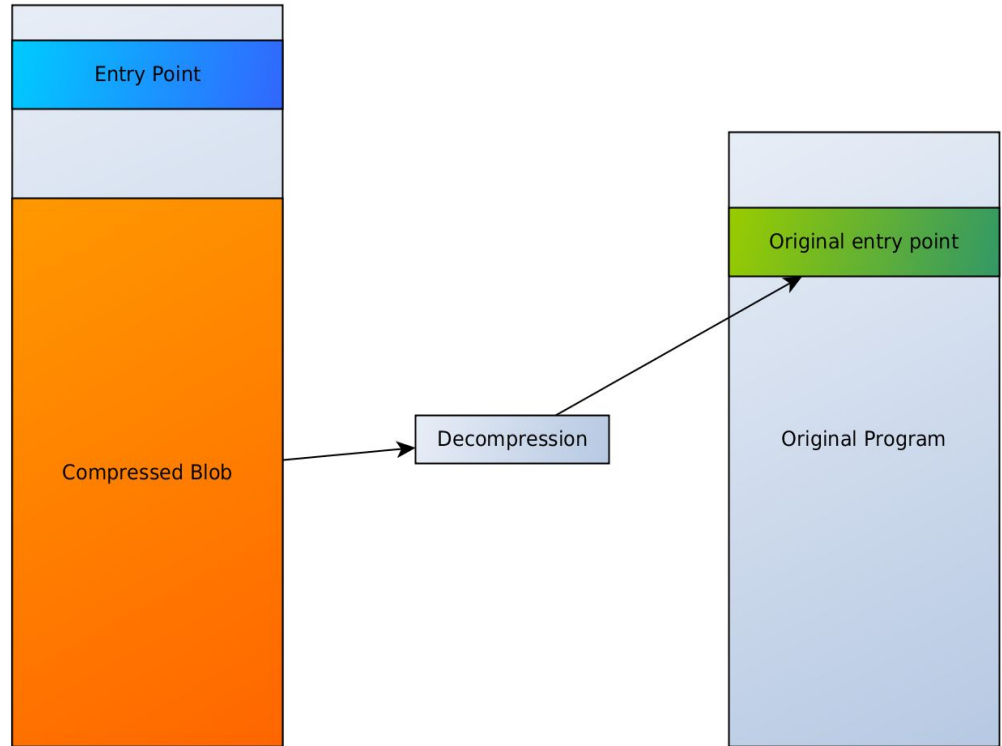 Entry Point
Compressed Blob
Decompression
Original entry point
Original Program